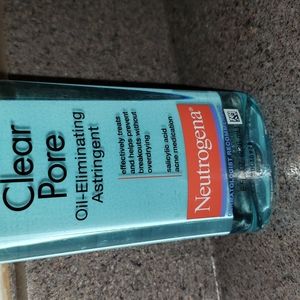 Clear
Pore
Oil-Eliminating
Astringent
effectively treats
and helps prevent
breakouts without
overdrying
salicylic acid
acne medication
Neutrogena®